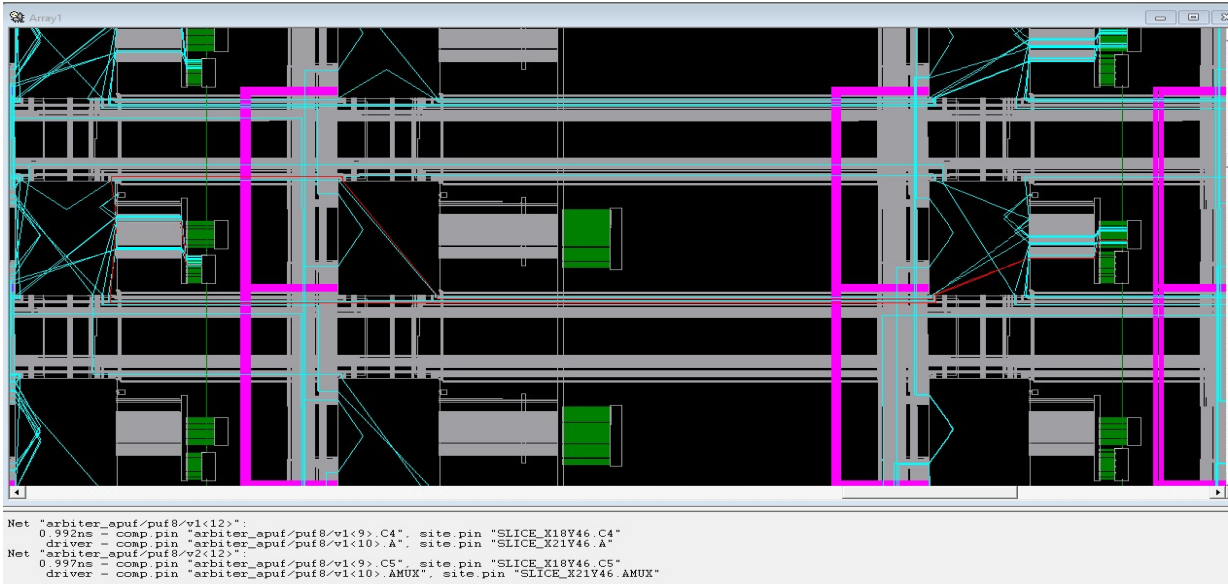 Array1
Net "arbiter_apuf/puf8/v1<12>":
0.992ns - comp.pin "arbiter_apuf/puf8/v1<9>.C4", site.pin "SLICE_X18Y46.C4"
driver - comp.pin "arbiter_apuf/puf8/v1<10>.A", site.pin "SLICE_X21Y46.A"
Net "arbiter_apuf/puf8/v2<12>":
0.997ns - comp.pin "arbiter_apuf/puf8/v1<9>.C5", site.pin "SLICE_X18Y46.C5"
driver - comp.pin "arbiter_apuf/puf8/v1<10>.AMUX", site.pin "SLICE_X21Y46.AMUX"